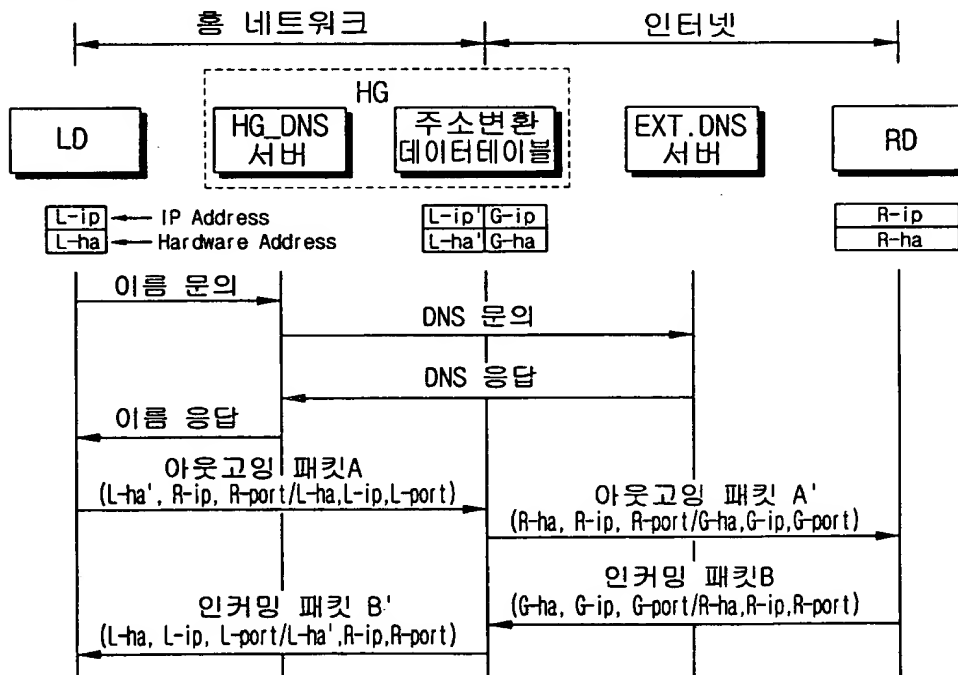 홈 네트워크
인터넷
HG
LD
HG_DNS
서버
주소변환
데이터테이블
EXT.DNS
서버
RD
L-ip
IP Address
L-ha
Hardware Address
L-ip' G-ip
L-ha' G-ha
R-ip
R-ha
이름 문의
DNS 문의
DNS 응답
이름 응답
아웃고잉 패킷A
(L-ha', R-ip, R-port/L-ha,L-ip,L-port)
아웃고잉 패킷 A'
(R-ha, R-ip, R-port/G-ha,G-ip,G-port)
인커밍 패킷B
(G-ha, G-ip, G-port/R-ha,R-ip,R-port)
인커밍 패킷 B'
(L-ha, L-ip, L-port/L-ha',R-ip,R-port)